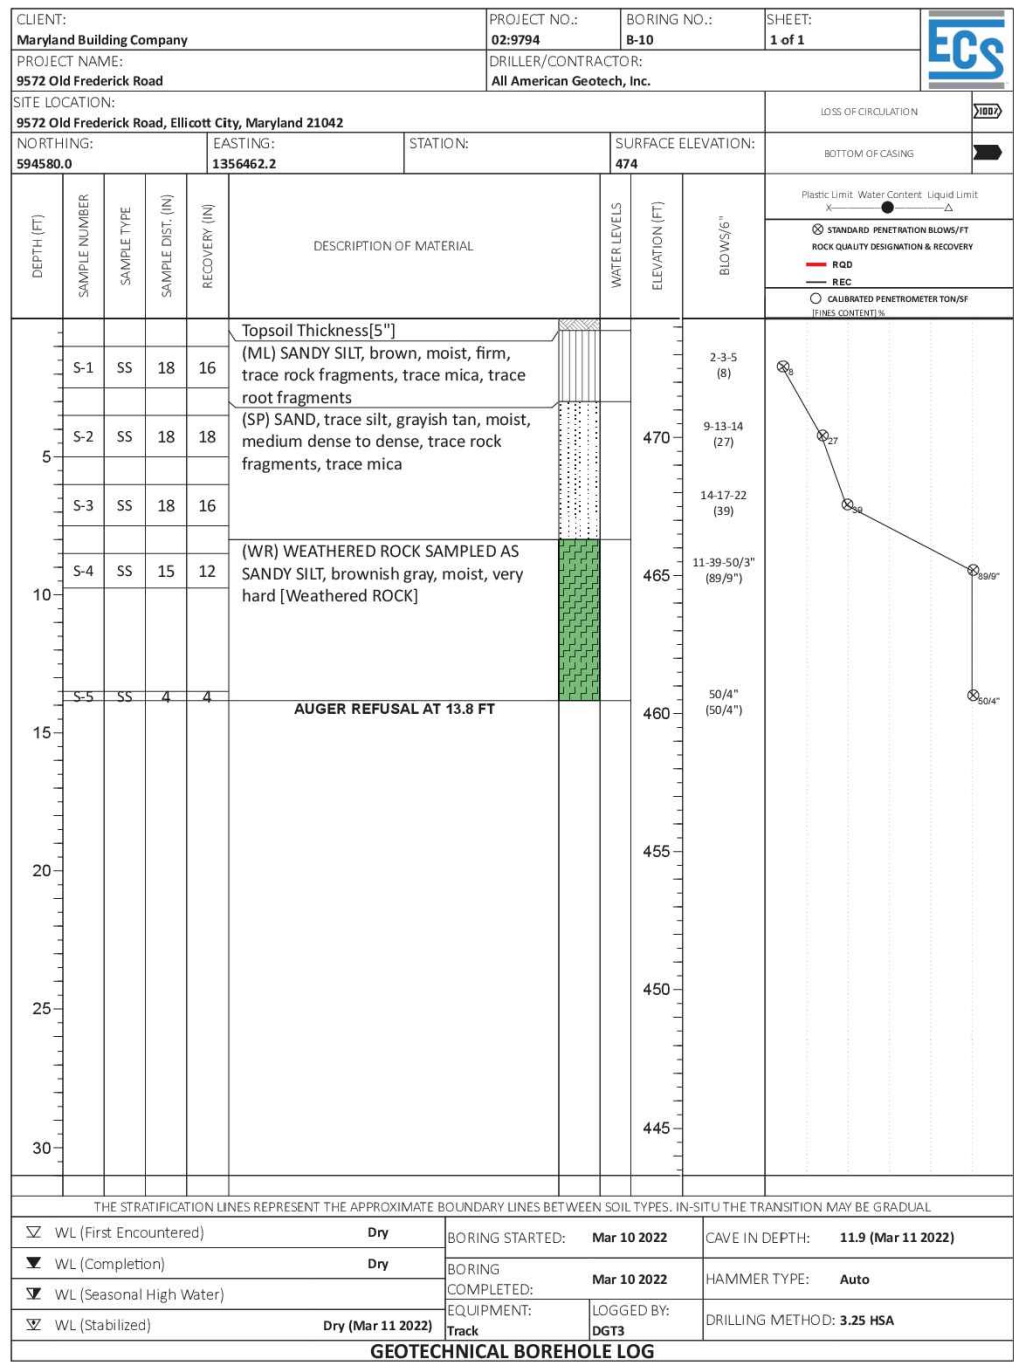 CLIENT:
Maryland Building Company
PROJECT NO.:
02:9794
BORING NO.:
B-10
SHEET:
1 of 1
ECS
PROJECT NAME:
9572 Old Frederick Road
DRILLER/CONTRACTOR:
All American Geotech, Inc.
SITE LOCATION:
9572 Old Frederick Road, Ellicott City, Maryland 21042
LOSS OF CIRCULATION
NORTHING:
594580.0
EASTING:
1356462.2
STATION:
SURFACE ELEVATION:
474
BOTTOM OF CASING
DEPTH (FT)
SAMPLE NUMBER
SAMPLE TYPE
SAMPLE DIST. (IN)
RECOVERY (IN)
DESCRIPTION OF MATERIAL
WATER LEVELS
ELEVATION (FT)
BLOWS/6"
Plastic Limit Water Content Liquid Limit
STANDARD PENETRATION BLOWS/FT
ROCK QUALITY DESIGNATION & RECOVERY
RQD
REC
CALIBRATED PENETROMETER TON/SF
[FINES CONTENT] %
Topsoil Thickness[5"]
(ML) SANDY SILT, brown, moist, firm,
trace rock fragments, trace mica, trace
root fragments
S-1 SS 18 16
2-3-5
(8)
8
(SP) SAND, trace silt, grayish tan, moist,
medium dense to dense, trace rock
fragments, trace mica
S-2 SS 18 18
470
9-13-14
(27)
27
5
S-3 SS 18 16
14-17-22
(39)
39
(WR) WEATHERED ROCK SAMPLED AS
SANDY SILT, brownish gray, moist, very
hard [Weathered ROCK]
S-4 SS 15 12
465
11-39-50/3"
(89/9")
89/9"
10
S-5 SS 4 4
50/4"
(50/4")
50/4"
AUGER REFUSAL AT 13.8 FT
460
15
455
20
450
25
445
30
THE STRATIFICATION LINES REPRESENT THE APPROXIMATE BOUNDARY LINES BETWEEN SOIL TYPES. IN-SITU THE TRANSITION MAY BE GRADUAL
WL (First Encountered) Dry
BORING STARTED: Mar 10 2022
CAVE IN DEPTH: 11.9 (Mar 11 2022)
WL (Completion) Dry
BORING
COMPLETED:
Mar 10 2022
HAMMER TYPE: Auto
WL (Seasonal High Water)
WL (Stabilized) Dry (Mar 11 2022)
EQUIPMENT:
Track
LOGGED BY:
DGT3
DRILLING METHOD: 3.25 HSA
GEOTECHNICAL BOREHOLE LOG